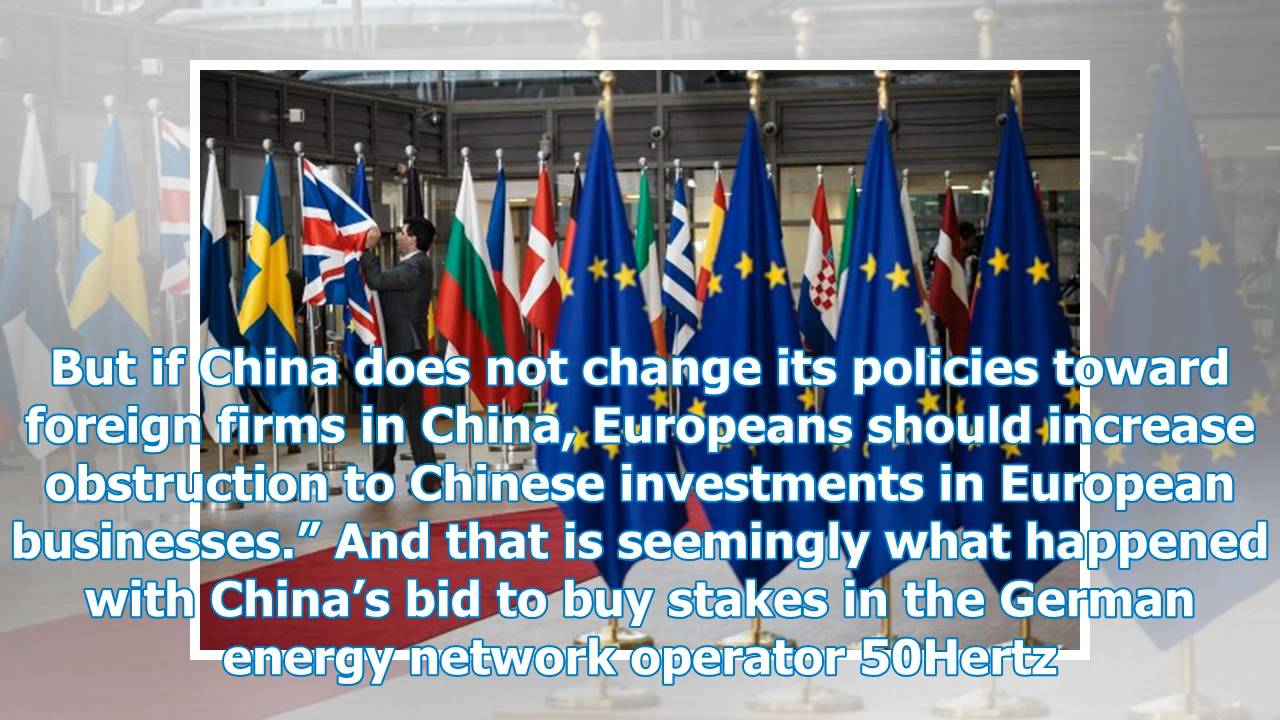 But if China does not change its policies toward
foreign firms in China, Europeans should increase
obstruction to Chinese investments in European
businesses.” And that is seemingly what happened
with China’s bid to buy stakes in the German
energy network operator 50Hertz